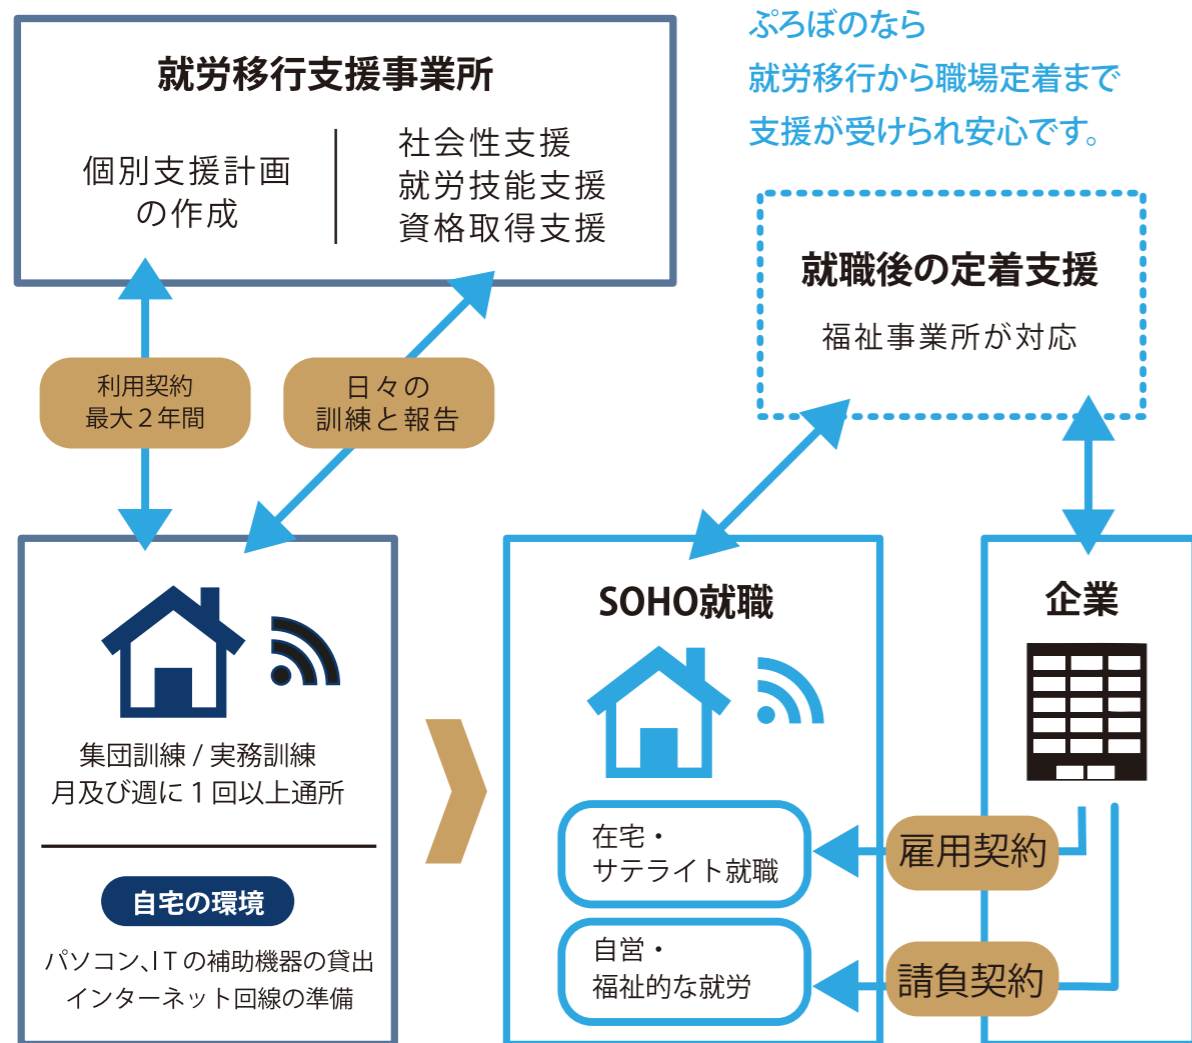 就労移行支援事業所
個別支援計画
の作成
社会性支援
就労技能支援
資格取得支援
ぷろぼのなら
就労移行から職場定着まで
支援が受けられ安心です。
就職後の定着支援
福祉事業所が対応
利用契約
最大2年間
日々の
訓練と報告
集団訓練 / 実務訓練
月及び週に1回以上通所
自宅の環境
パソコン、ITの補助機器の貸出
インターネット回線の準備
SOHO就職
在宅・
サテライト就職
自営・
福祉的な就労
企業
雇用契約
請負契約